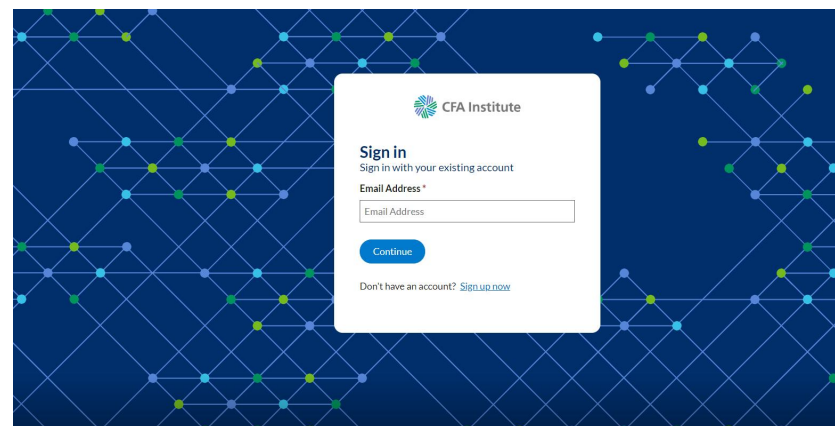 CFA Institute
Sign in
Sign in with your existing account
Email Address *
Email Address
Continue
Don't have an account? Sign up now